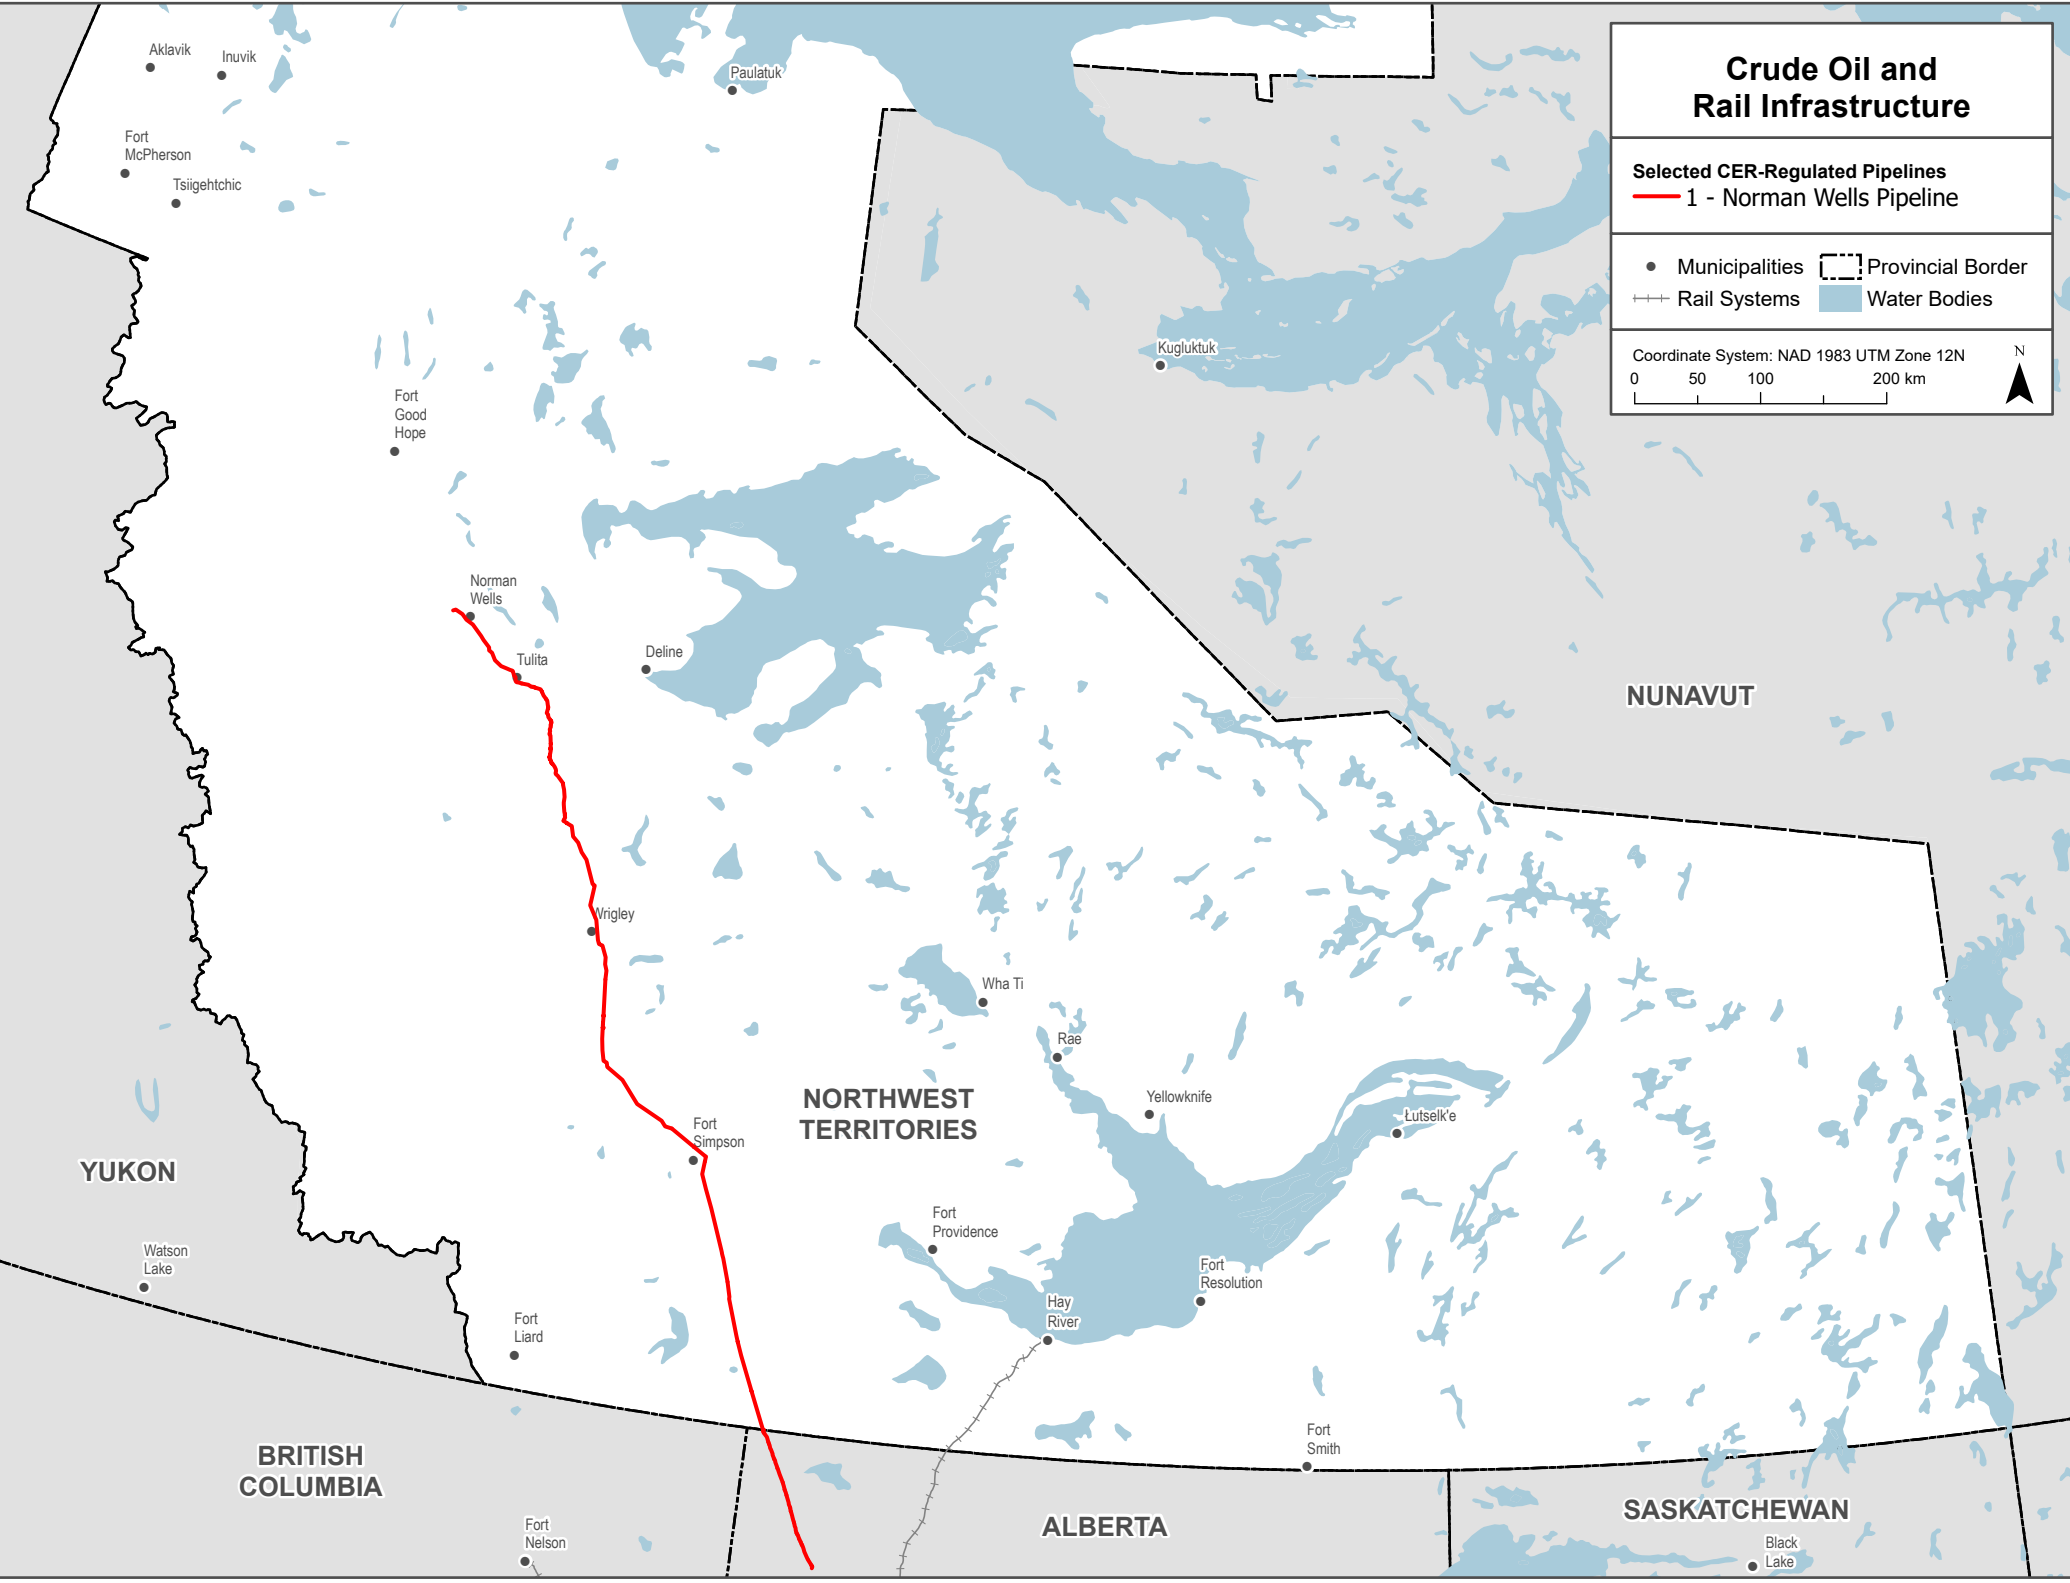 Crude Oil and
Rail Infrastructure
Selected CER-Regulated Pipelines
1 - Norman Wells Pipeline
Municipalities
Provincial Border
Rail Systems
Water Bodies
Coordinate System: NAD 1983 UTM Zone 12N
N
0 50 100 200 km
Aklavik
Inuvik
Paulatuk
Fort
McPherson
Tsiigehtchic
Kugluktuk
Fort
Good
Hope
Norman
Wells
Tulita
Deline
NUNAVUT
Wrigley
Wha Ti
Rae
NORTHWEST
TERRITORIES
Yellowknife
Łutselk'e
Fort
Simpson
YUKON
Fort
Providence
Watson
Lake
Fort
Resolution
Hay
River
Fort
Liard
Fort
Smith
BRITISH
COLUMBIA
ALBERTA
SASKATCHEWAN
Fort
Nelson
Black
Lake